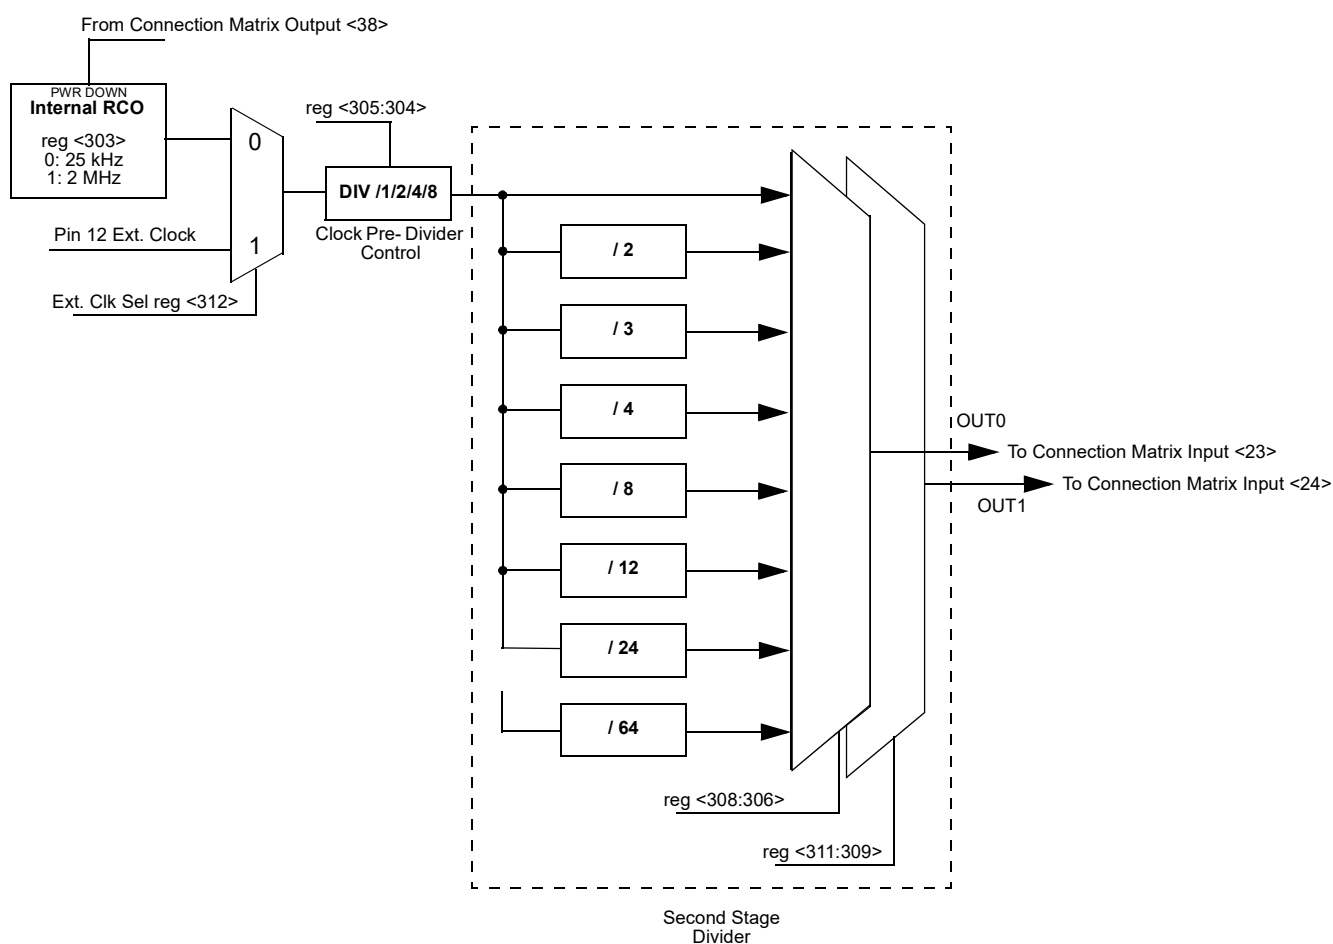 From Connection Matrix Output <38>
PWR DOWN
Internal RCO
reg <303>
0: 25 kHz
1: 2 MHz
0
1
Pin 12 Ext. Clock
Ext. Clk Sel reg <312>
reg <305:304>
DIV /1/2/4/8
Clock Pre- Divider
Control
/ 2
/ 3
/ 4
/ 8
/ 12
/ 24
/ 64
OUT0
To Connection Matrix Input <23>
To Connection Matrix Input <24>
OUT1
reg <308:306>
reg <311:309>
Second Stage
Divider